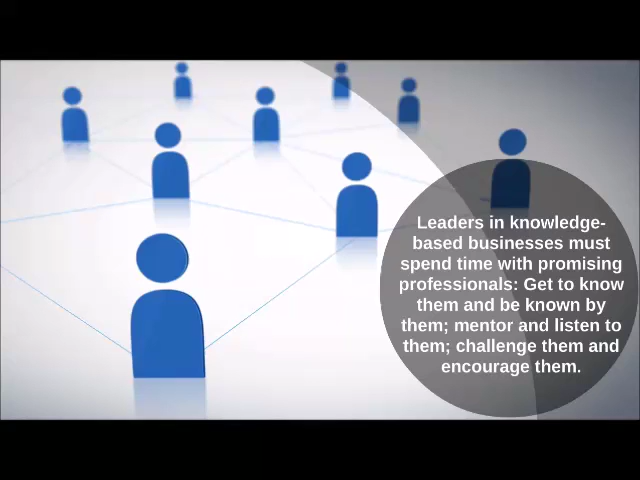 Leaders in knowledge-
based businesses must
spend time with promising
professionals: Get to know
them and be known by
them; mentor and listen to
them; challenge them and
encourage them.